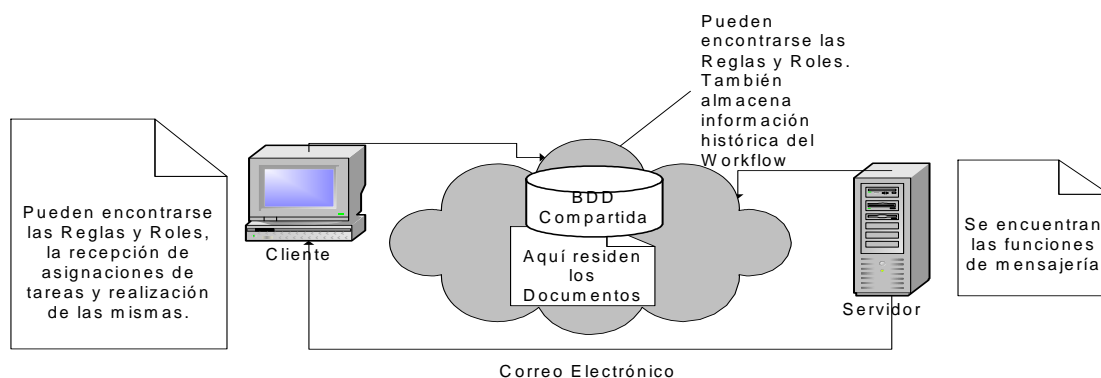 Pueden
encontrarse las
Reglas y Roles.
También
almacena
información
histórica del
Workflow
Pueden encontrarse
las Reglas y Roles,
la recepción de
asignaciones de
tareas y realización
de las mismas.
Cliente
BDD
Compartida
Aquí residen
los
Documentos
Servidor
Se encuentran
las funciones
de mensajería
Correo Electrónico